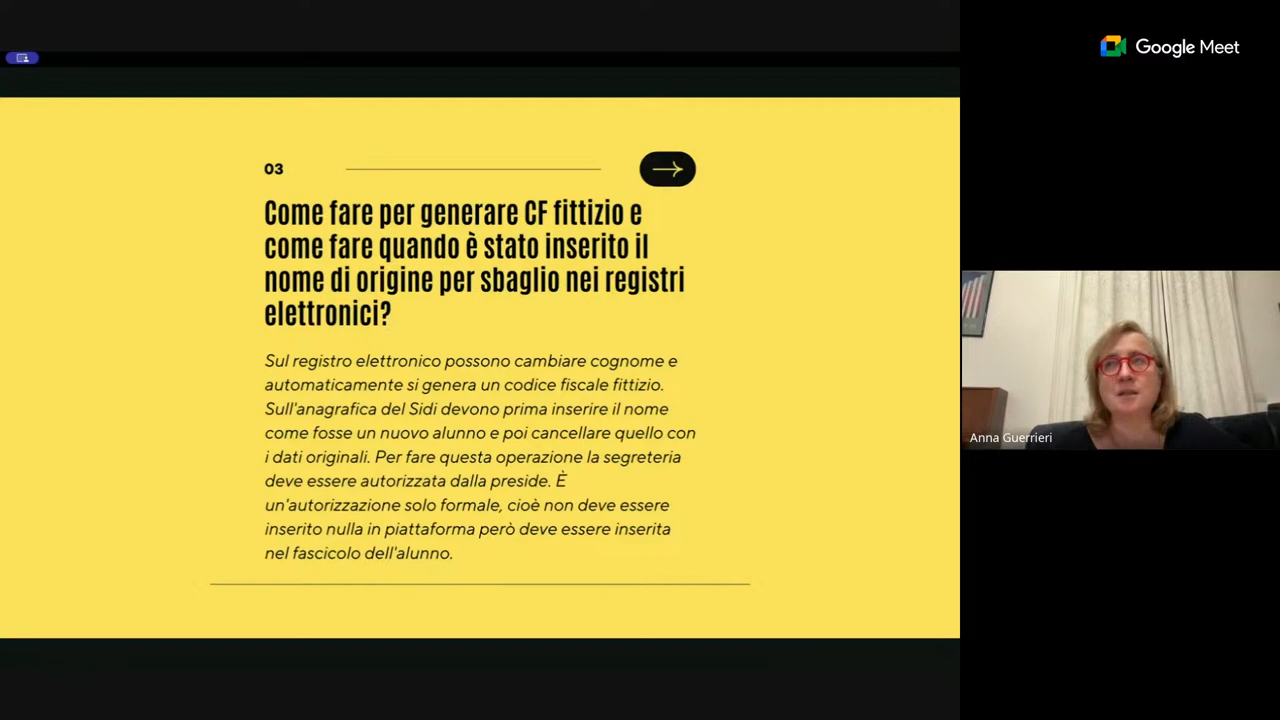 Google Meet
03
Come fare per generare CF fittizio e
come fare quando è stato inserito il
nome di origine per sbaglio nei registri
elettronici?
Sul registro elettronico possono cambiare cognome e
automaticamente si genera un codice fiscale fittizio.
Sull'anagrafica del Sidi devono prima inserire il nome
come fosse un nuovo alunno e poi cancellare quello con
i dati originali. Per fare questa operazione la segreteria
deve essere autorizzata dalla preside. È
un'autorizzazione solo formale, cioè non deve essere
inserito nulla in piattaforma però deve essere inserita
nel fascicolo dell'alunno.
Anna Guerrieri